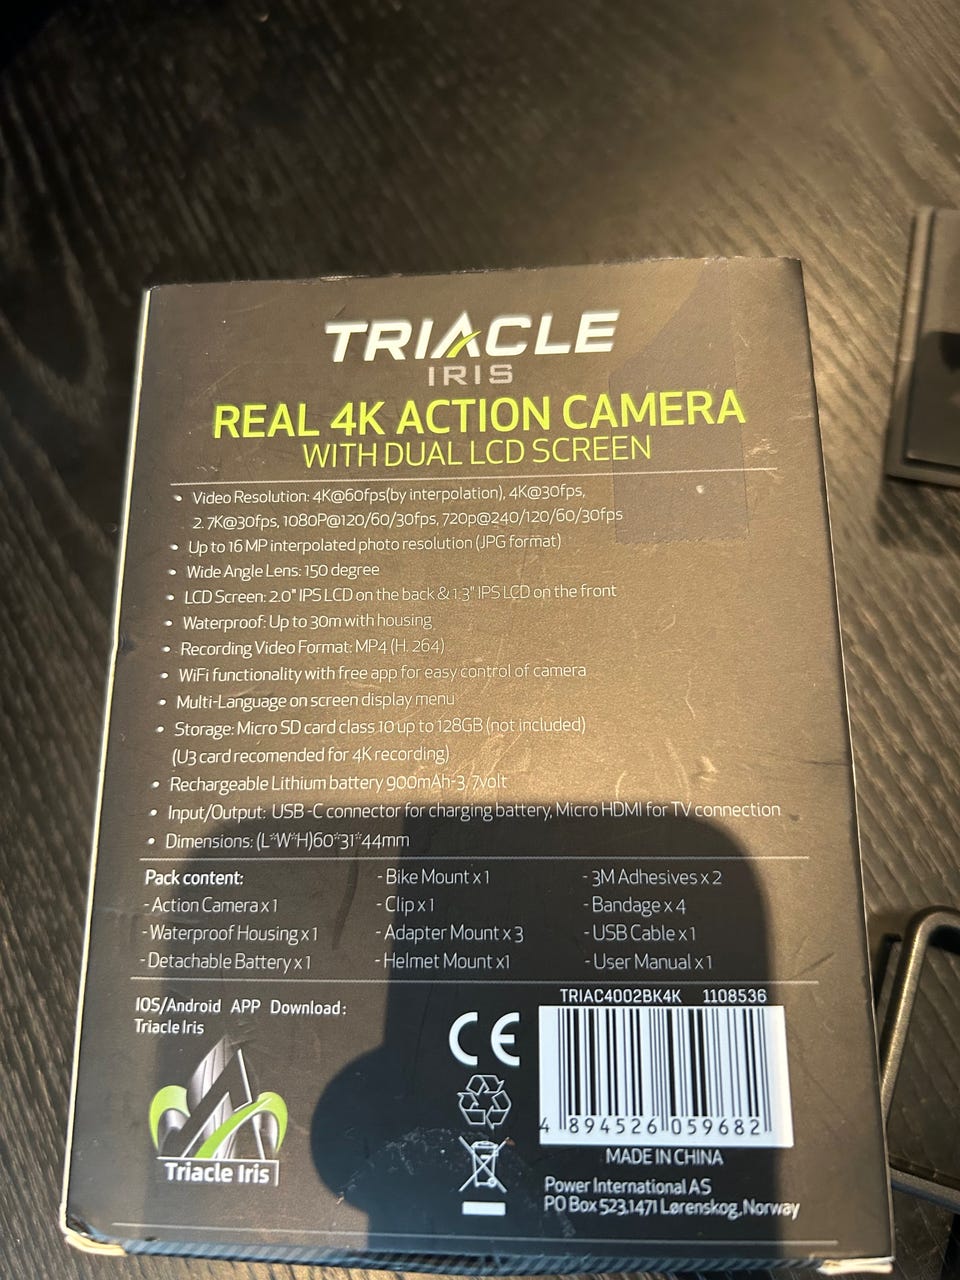 TRIACLE
IRIS
REAL 4K ACTION CAMERA
WITH DUAL LCD SCREEN
• Video Resolution: 4K@60fps(by interpolation), 4K@30fps,
2. 7K@30fps, 1080P@120/60/30fps, 720p@240/120/60/30fps
• Up to 16 MP interpolated photo resolution (JPG format)
• Wide Angle Lens: 150 degree
• LCD Screen: 2.0" IPS LCD on the back & 1.3" IPS LCD on the front
• Waterproof: Up to 30m with housing
• Recording Video Format: MP4 (H. 264)
• WiFi functionality with free app for easy control of camera
• Multi-Language on screen display menu
• Storage: Micro SD card class 10 up to 128GB (not included)
(U3 card recomended for 4K recording)
• Rechargeable Lithium battery 900mAh-3,7volt
• Input/Output: USB -C connector for charging battery, Micro HDMI for TV connection
• Dimensions: (L*W*H)60*31*44mm
Pack content:
- Action Camera x 1
- Waterproof Housing x 1
- Detachable Battery x 1
- Bike Mount x 1
- Clip x 1
- Adapter Mount x 3
- Helmet Mount x1
- 3M Adhesives x 2
- Bandage x 4
- USB Cable x 1
- User Manual x 1
IOS/Android APP Download:
Triacle Iris
Triacle Iris
CE
TRIAC4002BK4K 1108536
4 894526 059682
MADE IN CHINA
Power International AS
PO Box 523,1471 Lørenskog, Norway